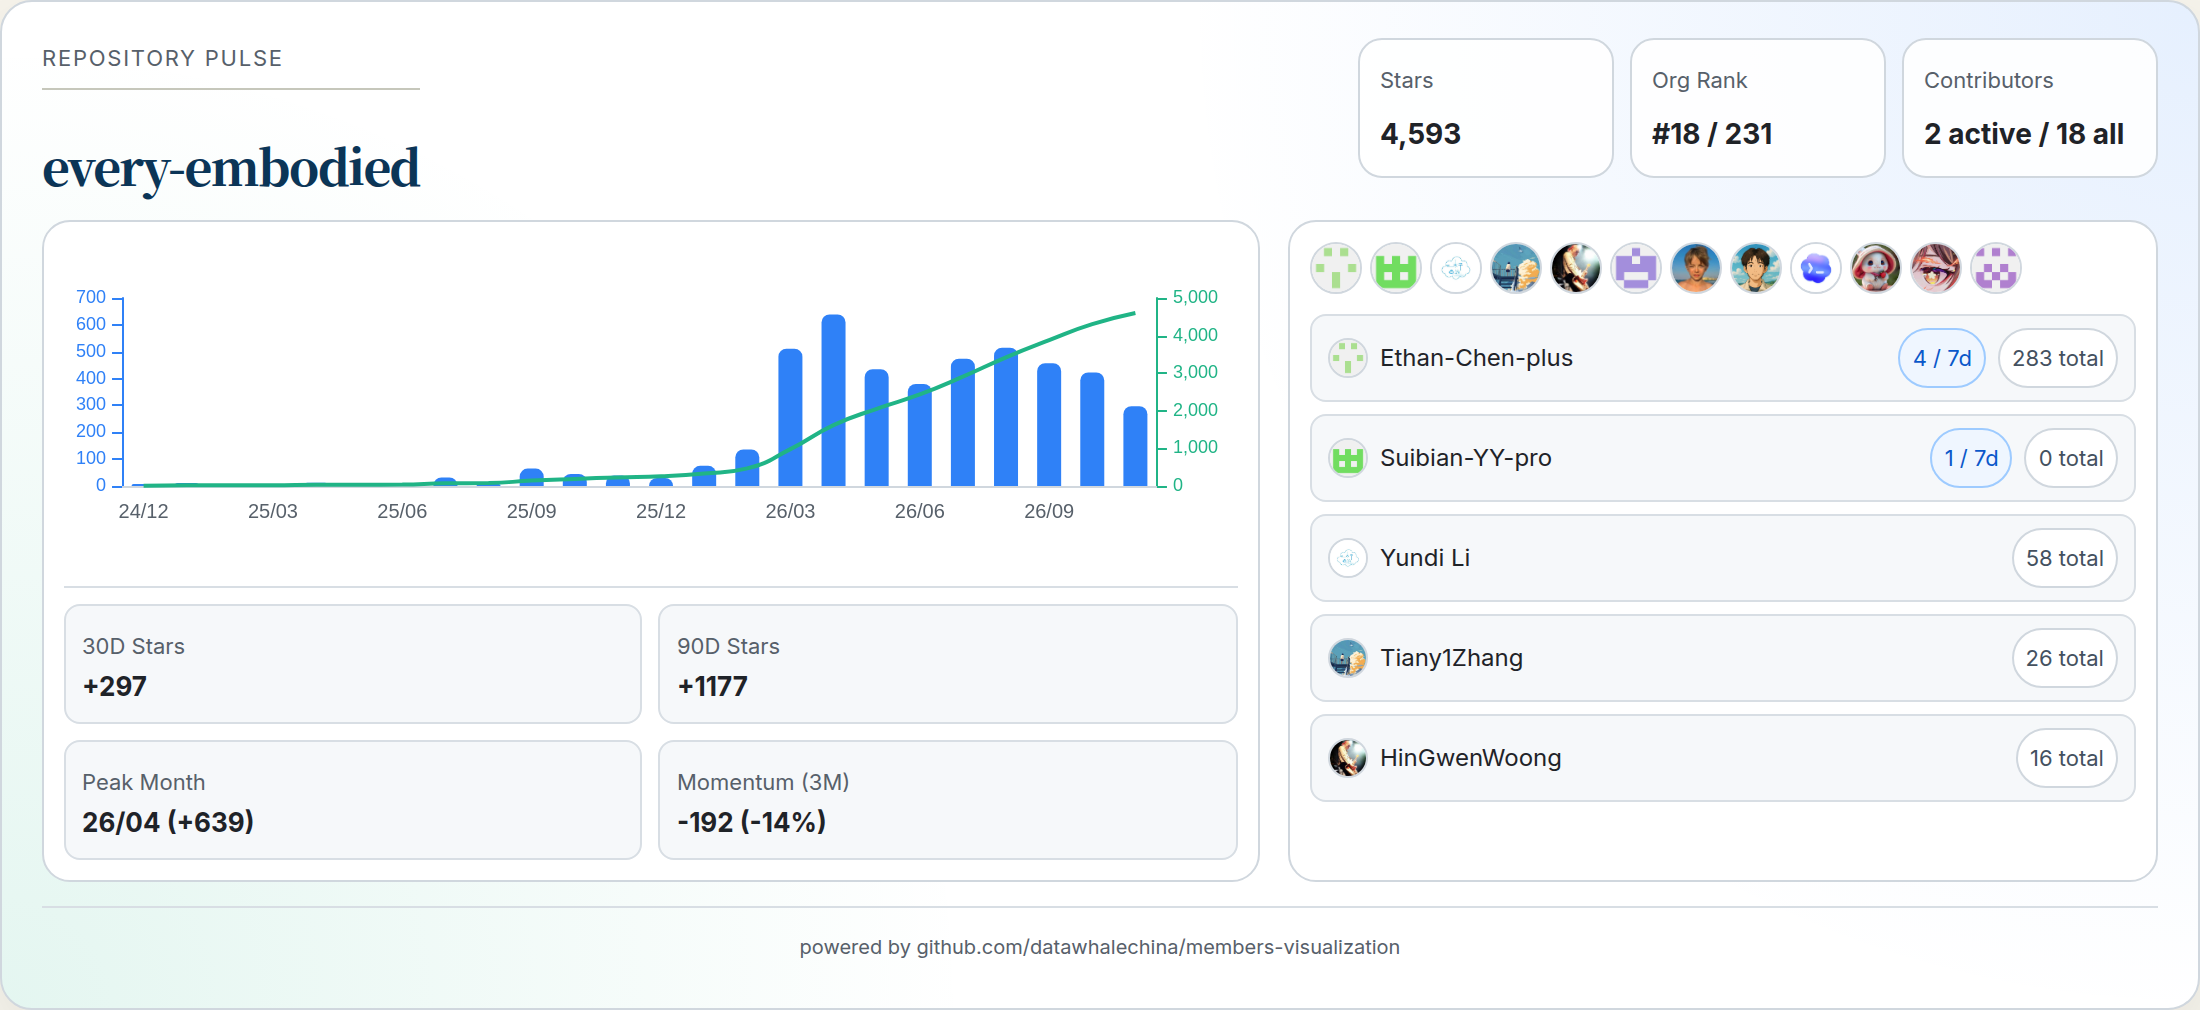 REPOSITORY PULSE
every-embodied
Stars
4,593
Org Rank
#18 / 231
Contributors
2 active / 18 all
700
600
500
400
300
200
100
0
5,000
4,000
3,000
2,000
1,000
0
24/12 25/03 25/06 25/09 25/12 26/03 26/06 26/09
30D Stars
+297
90D Stars
+1177
Peak Month
26/04 (+639)
Momentum (3M)
-192 (-14%)
Ethan-Chen-plus 4 / 7d 283 total
Suibian-YY-pro 1 / 7d 0 total
Yundi Li 58 total
Tiany1Zhang 26 total
HinGwenWoong 16 total
powered by github.com/datawhalechina/members-visualization